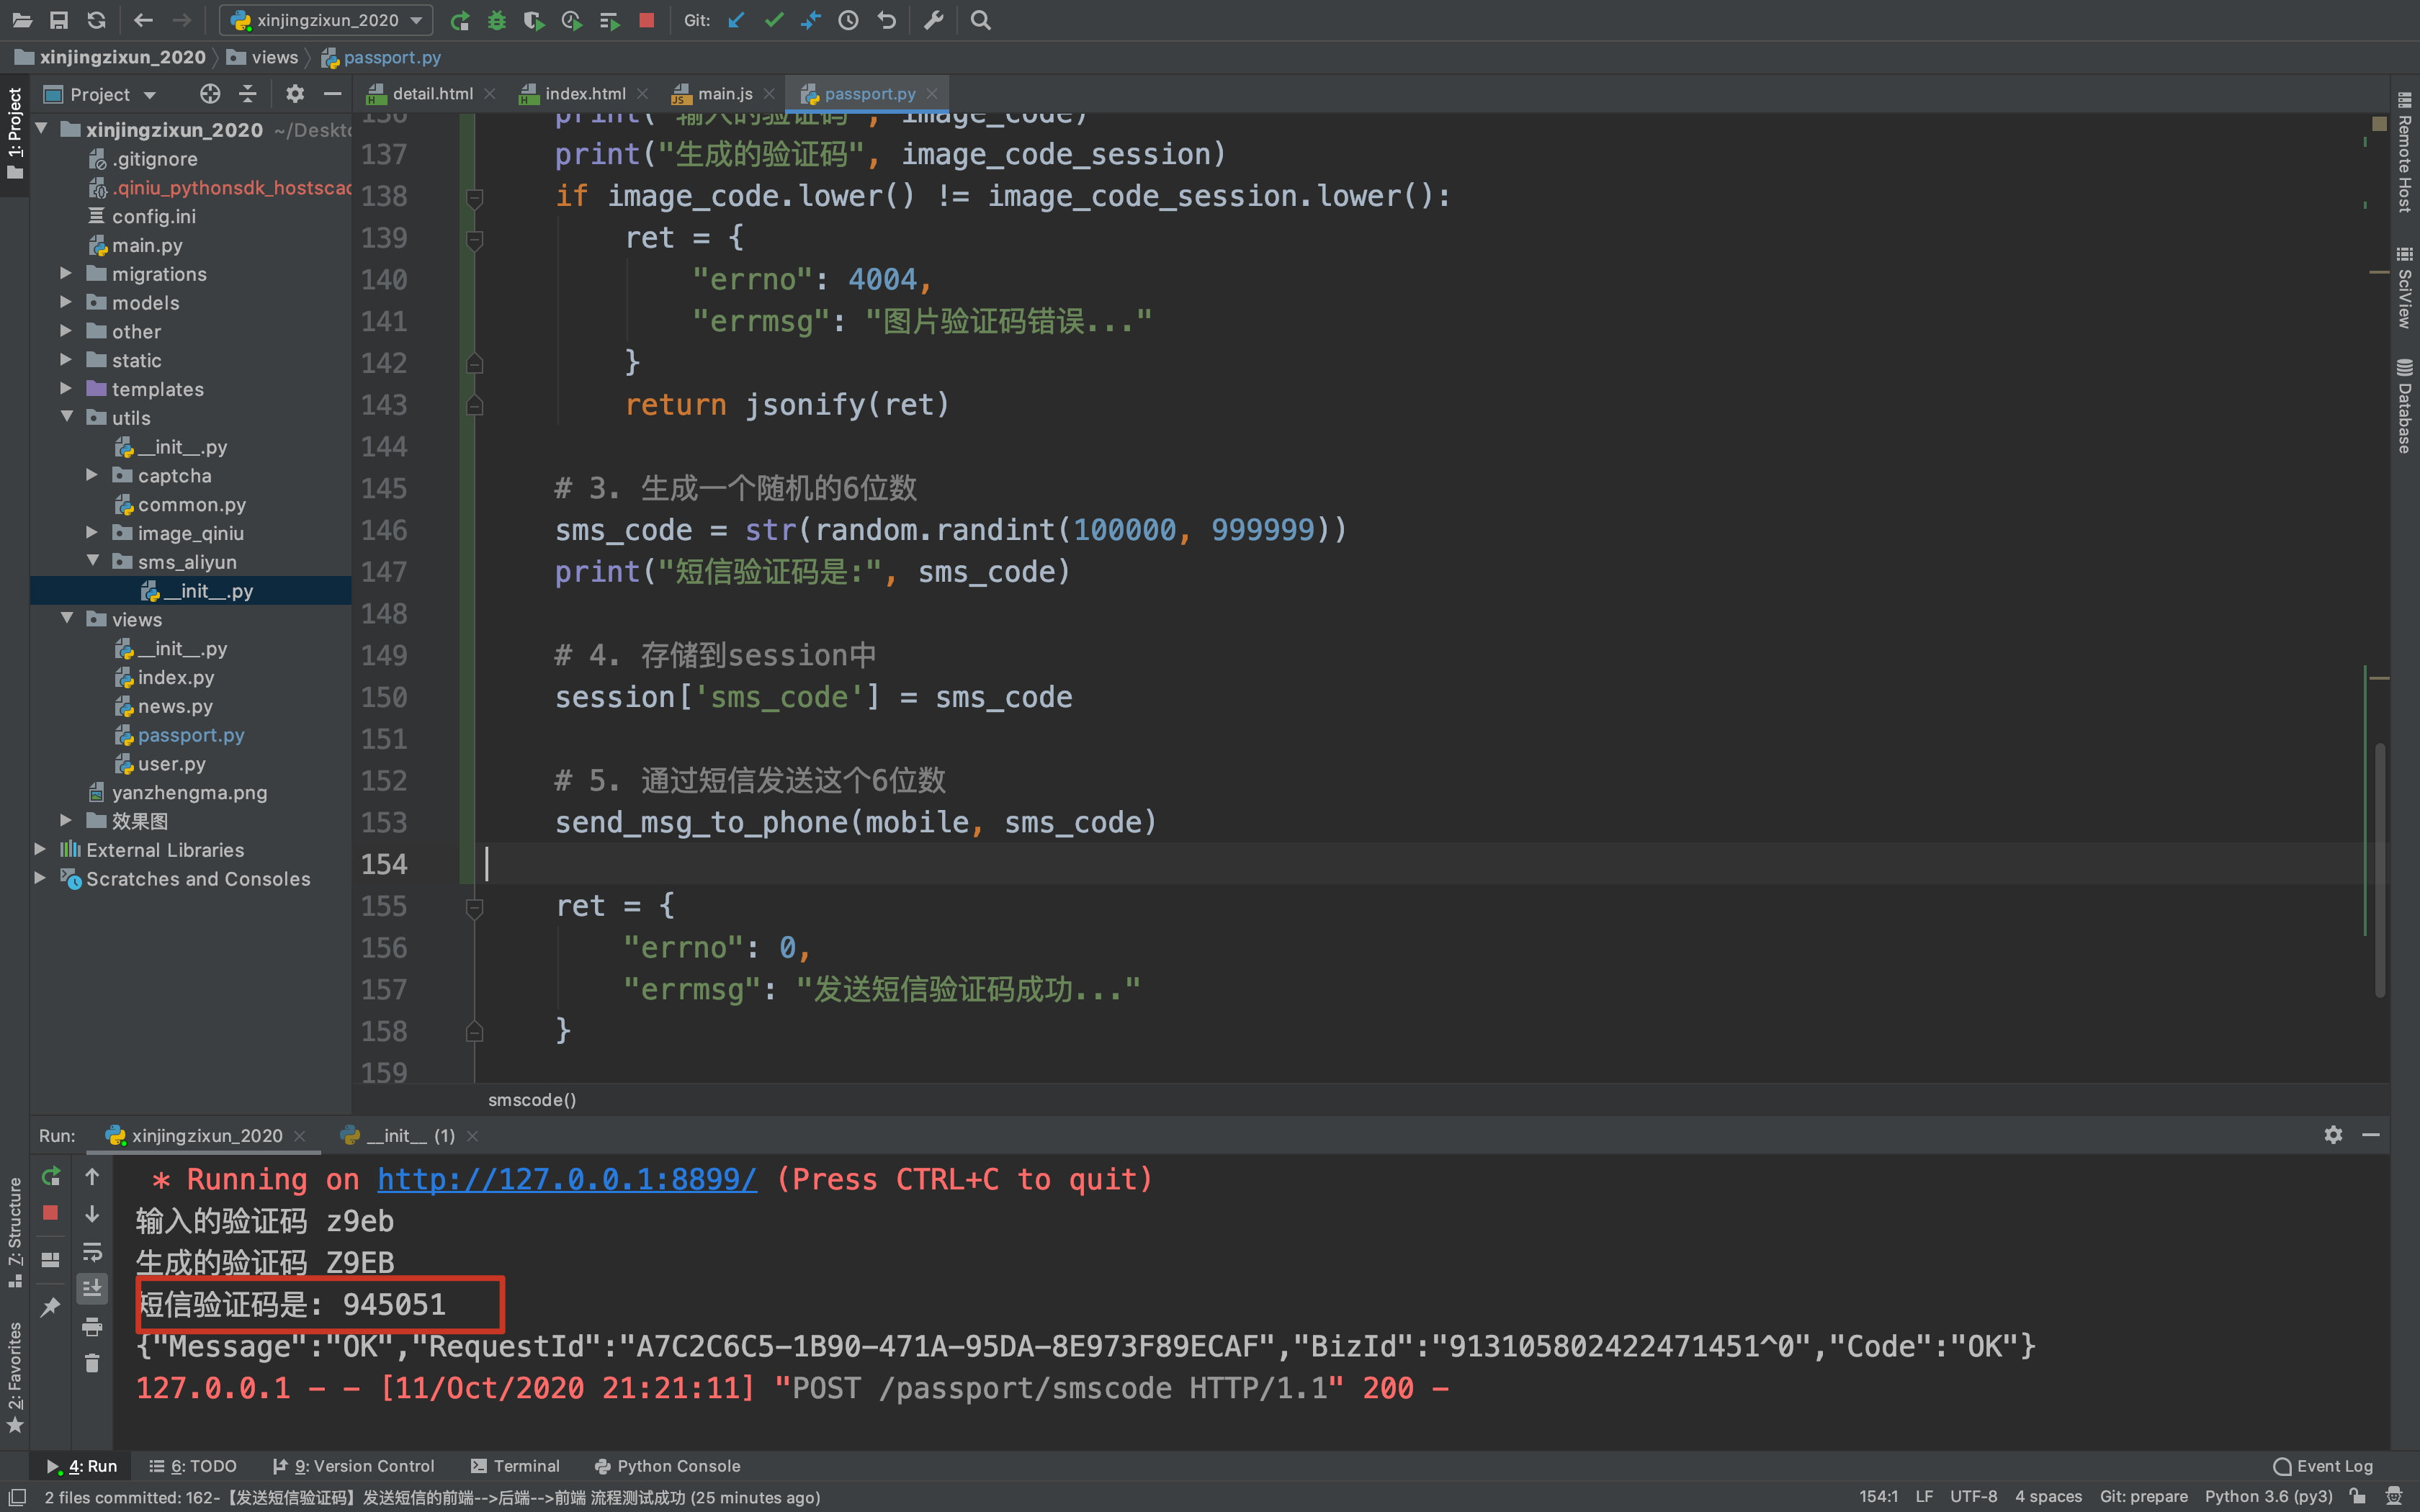 xinjingzixun_2020
Git:
xinjingzixun_2020
views
passport.py
1: Project
Project
detail.html
index.html
main.js
passport.py
xinjingzixun_2020
.gitignore
.qiniu_pythonsdk_hostscac
config.ini
main.py
migrations
models
other
static
templates
utils
__init__.py
captcha
common.py
image_qiniu
sms_aliyun
__init__.py
views
__init__.py
index.py
news.py
passport.py
user.py
yanzhengma.png
效果图
External Libraries
Scratches and Consoles
136 print("输入的验证码", image_code)
137 print("生成的验证码", image_code_session)
138 if image_code.lower() != image_code_session.lower():
139 ret = {
140 "errno": 4004,
141 "errmsg": "图片验证码错误..."
142 }
143 return jsonify(ret)
144
145 # 3. 生成一个随机的6位数
146 sms_code = str(random.randint(100000, 999999))
147 print("短信验证码是:", sms_code)
148
149 # 4. 存储到session中
150 session['sms_code'] = sms_code
151
152 # 5. 通过短信发送这个6位数
153 send_msg_to_phone(mobile, sms_code)
154
155 ret = {
156 "errno": 0,
157 "errmsg": "发送短信验证码成功..."
158 }
159
smscode()
Remote Host
SciView
Database
Run:
xinjingzixun_2020
__init__ (1)
* Running on http://127.0.0.1:8899/ (Press CTRL+C to quit)
输入的验证码 z9eb
生成的验证码 Z9EB
短信验证码是: 945051
{"Message":"OK","RequestId":"A7C2C6C5-1B90-471A-95DA-8E973F89ECAF","BizId":"913105802422471451^0","Code":"OK"}
127.0.0.1 - - [11/Oct/2020 21:21:11] "POST /passport/smscode HTTP/1.1" 200 -
7: Structure
2: Favorites
4: Run
6: TODO
9: Version Control
Terminal
Python Console
Event Log
2 files committed: 162-【发送短信验证码】发送短信的前端-->后端-->前端 流程测试成功 (25 minutes ago)
154:1
LF
UTF-8
4 spaces
Git: prepare
Python 3.6 (py3)